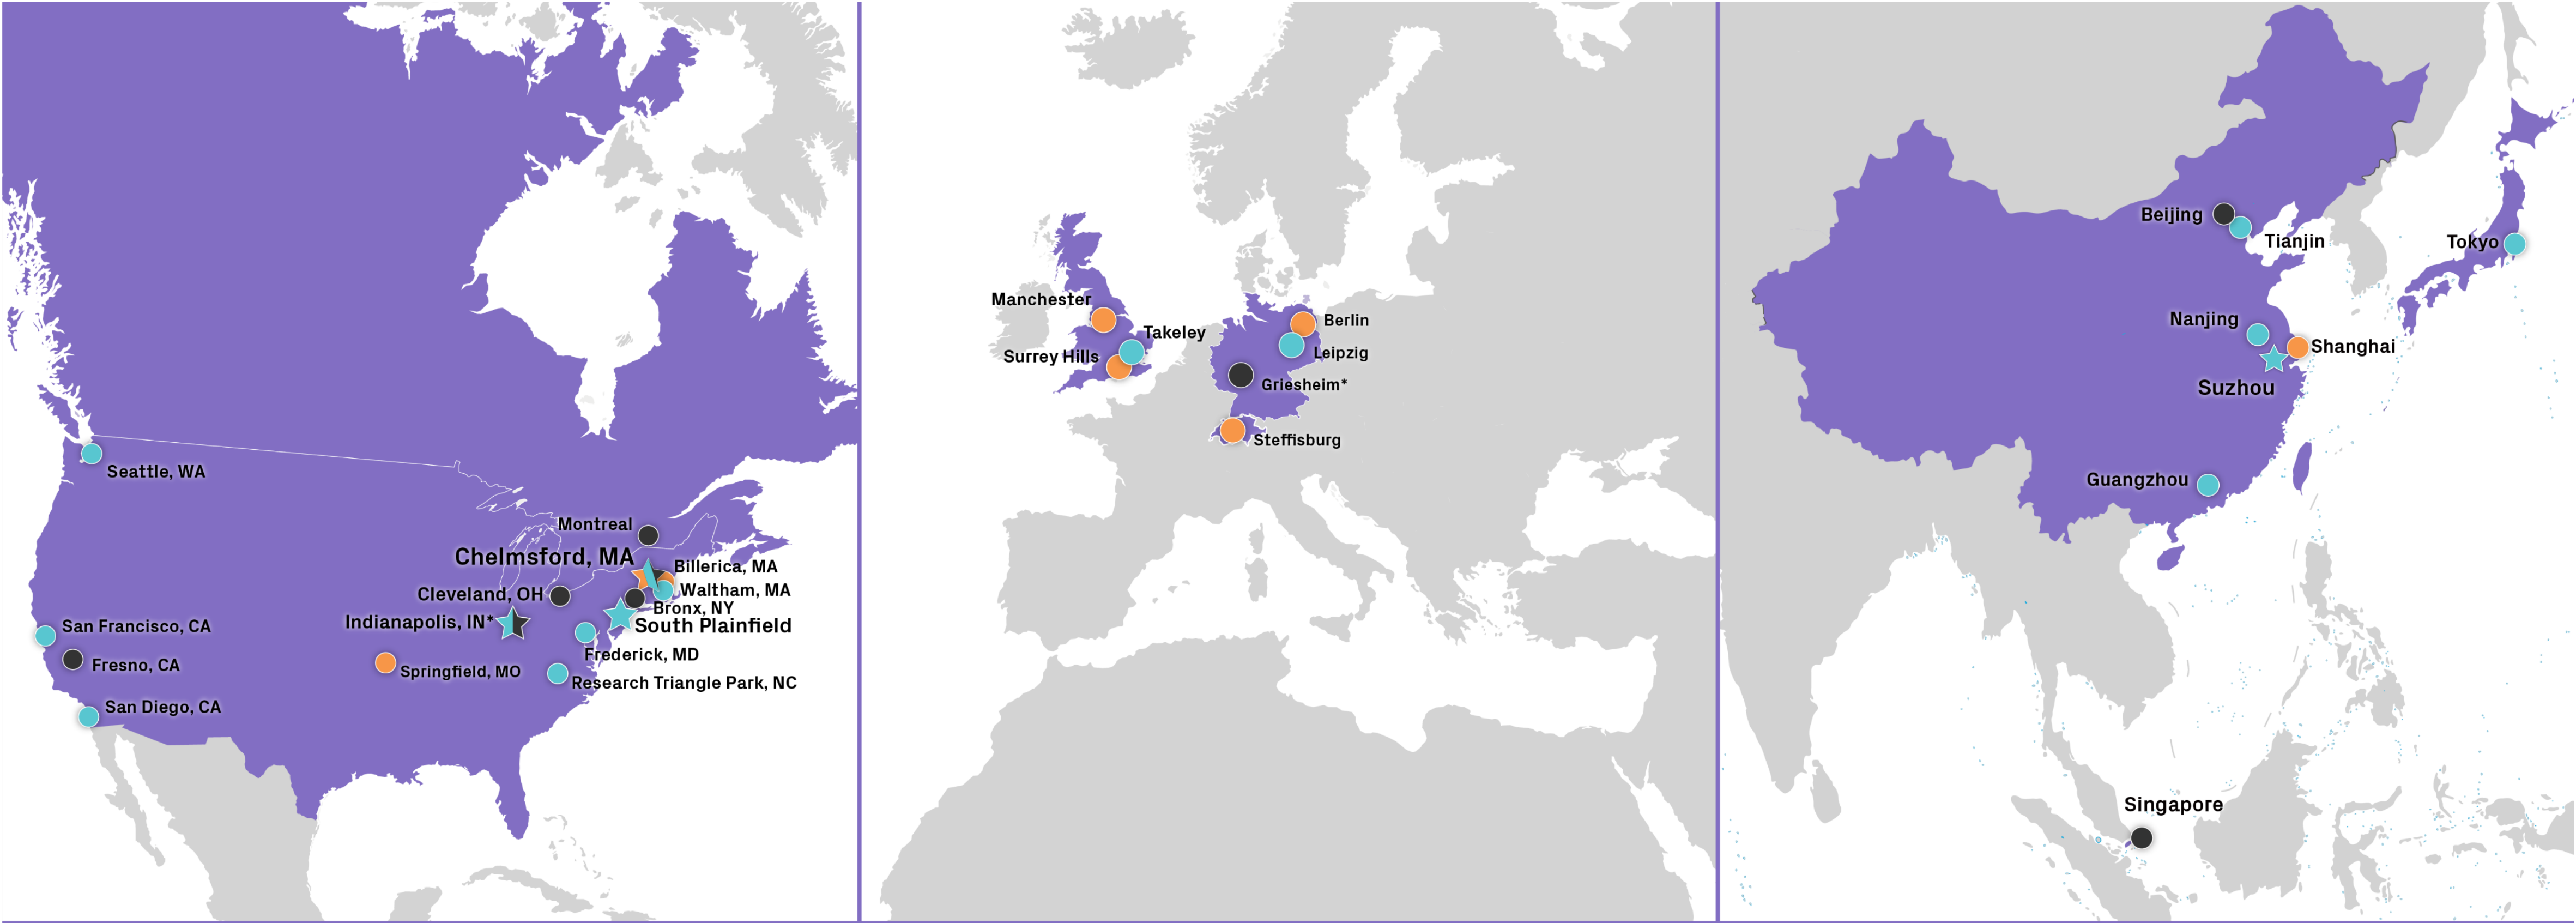 Seattle, WA
Montreal
Chelmsford, MA
Billerica, MA
Waltham, MA
Cleveland, OH
Bronx, NY
Indianapolis, IN*
South Plainfield
San Francisco, CA
Frederick, MD
Fresno, CA
Springfield, MO
Research Triangle Park, NC
San Diego, CA
Manchester
Takeley
Surrey Hills
Berlin
Leipzig
Griesheim*
Steffisburg
Beijing
Tianjin
Tokyo
Nanjing
Shanghai
Suzhou
Guangzhou
Singapore